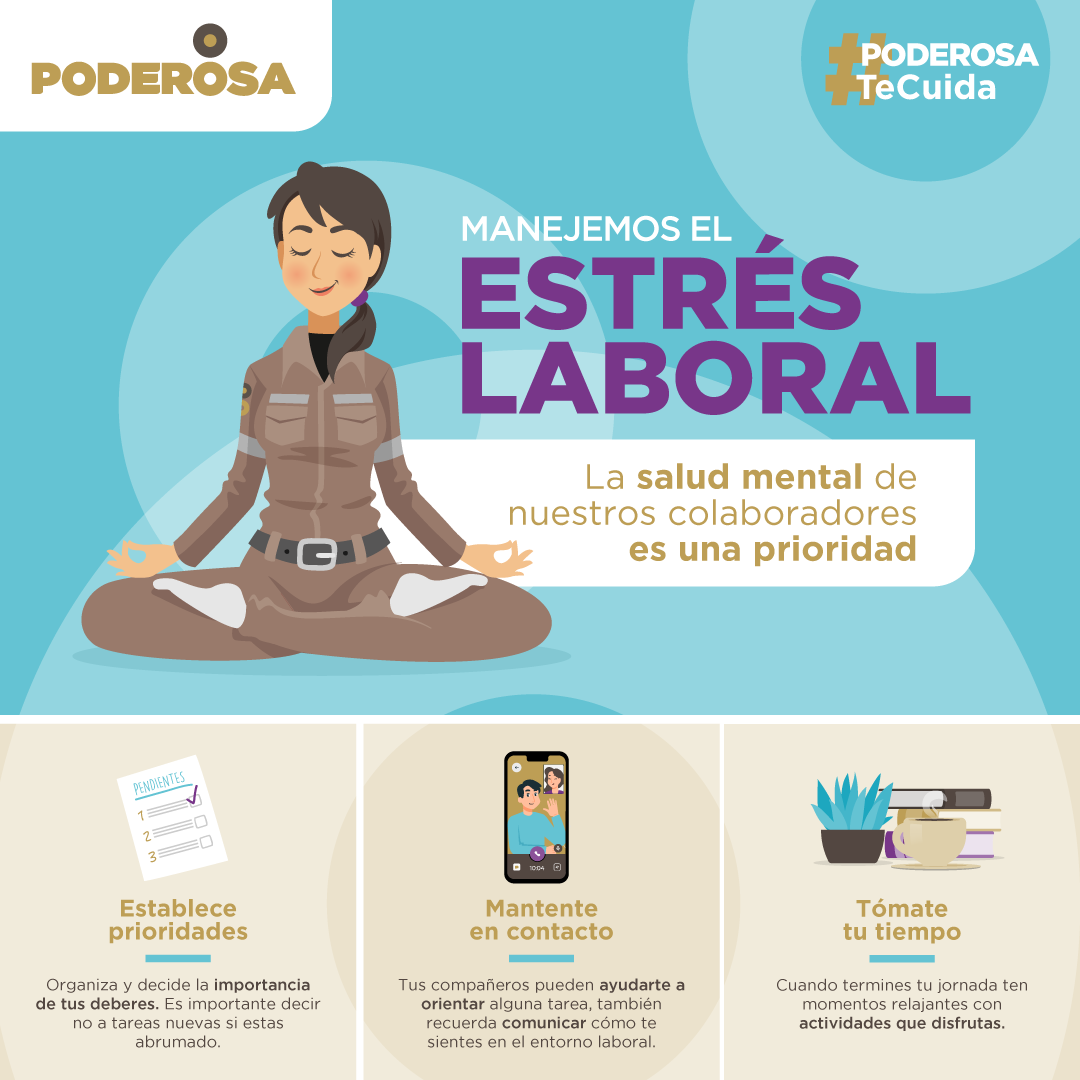 PODEROSA
#PODEROSA
TeCuida
MANEJEMOS EL
ESTRÉS
LABORAL
La salud mental de
nuestros colaboradores
es una prioridad
PENDIENTES
1
2
3
10:04
Establece
prioridades
Organiza y decide la importancia
de tus deberes. Es importante decir
no a tareas nuevas si estas
abrumado.
Mantente
en contacto
Tus compañeros pueden ayudarte a
orientar alguna tarea, también
recuerda comunicar cómo te
sientes en el entorno laboral.
Tómate
tu tiempo
Cuando termines tu jornada ten
momentos relajantes con
actividades que disfrutas.